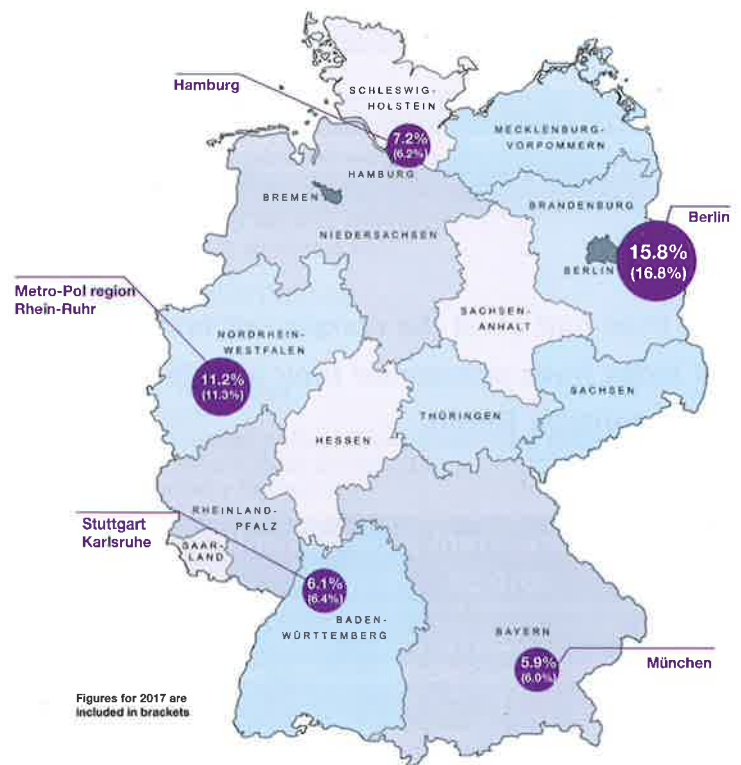 Hamburg
SCHLESWIG-
HOLSTEIN
MECKLENBURG-
VORPOMMERN
7.2%
(6.2%)
HAMBURG
BREMEN
BRANDENBURG
Berlin
NIEDERSACHSEN
15.8%
(16.8%)
BERLIN
Metro-Pol region
Rhein-Ruhr
SACHSEN-
ANHALT
NORDRHEIN-
WESTFALEN
11.2%
(11.3%)
SACHSEN
THÜRINGEN
HESSEN
RHEINLAND-
PFALZ
Stuttgart
Karlsruhe
SAAR-
LAND
6.1%
(6.4%)
BADEN-
WÜRTTEMBERG
BAYERN
5.9%
(6.0%)
München
Figures for 2017 are
included in brackets